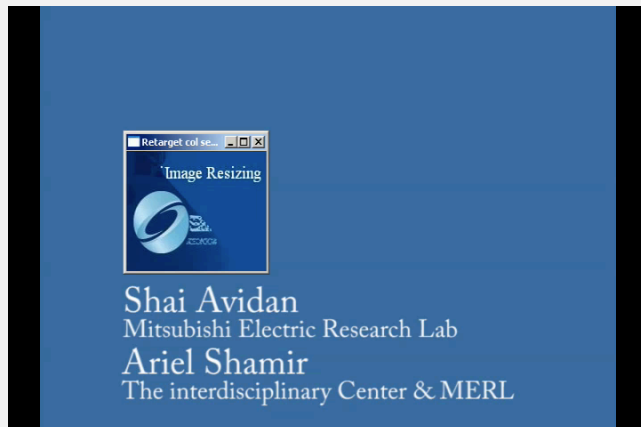 Retarget col se...
Image Resizing
Shai Avidan
Mitsubishi Electric Research Lab
Ariel Shamir
The interdisciplinary Center & MERL